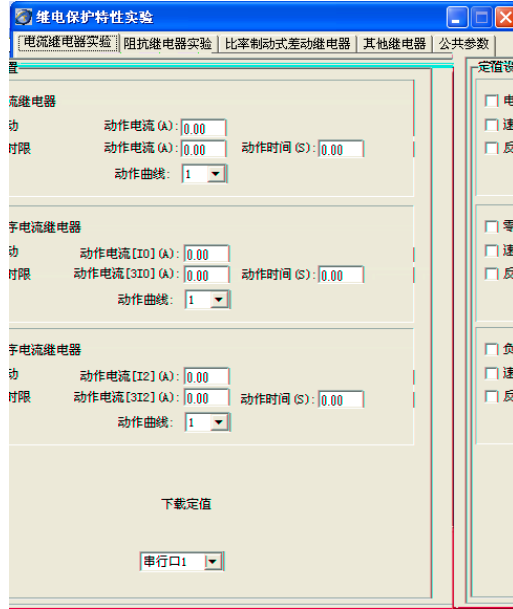 继电保护特性实验
电流继电器实验 阻抗继电器实验 比率制动式差动继电器 其他继电器 公共参数
置 定值设
流继电器 电
动 动作电流(A): 0.00 速
时限 动作电流(A): 0.00 动作时间(S): 0.00 反
动作曲线: 1
序电流继电器 零
动 动作电流[I0](A): 0.00 速
时限 动作电流[3I0](A): 0.00 动作时间(S): 0.00 反
动作曲线: 1
序电流继电器 负
动 动作电流[I2](A): 0.00 速
时限 动作电流[3I2](A): 0.00 动作时间(S): 0.00 反
动作曲线: 1
下载定值
串行口1